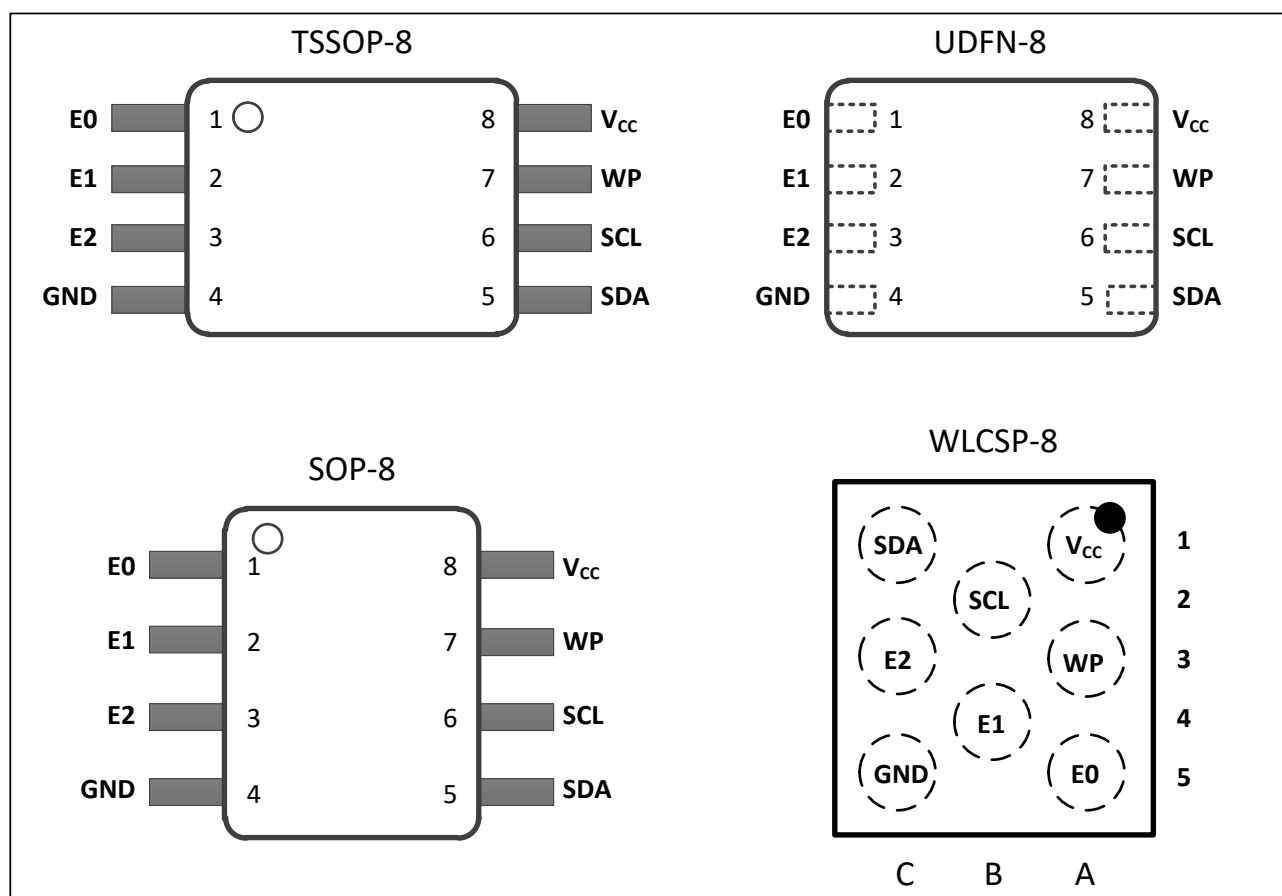 TSSOP-8
E0 1 8 VCC
E1 2 7 WP
E2 3 6 SCL
GND 4 5 SDA
UDFN-8
E0 1 8 VCC
E1 2 7 WP
E2 3 6 SCL
GND 4 5 SDA
SOP-8
E0 1 8 VCC
E1 2 7 WP
E2 3 6 SCL
GND 4 5 SDA
WLCSP-8
SDA VCC 1
SCL 2
E2 WP 3
E1 4
GND E0 5
C B A